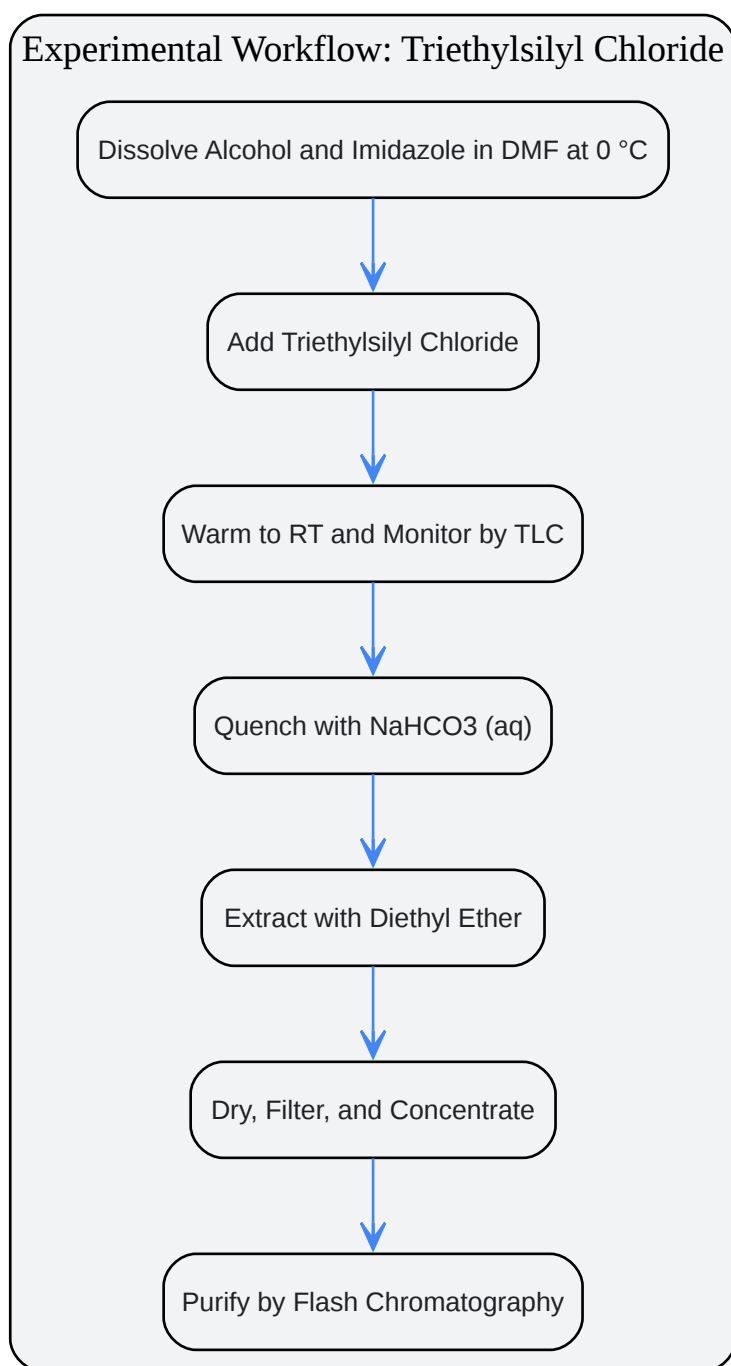 Experimental Workflow: Triethylsilyl Chloride
Dissolve Alcohol and Imidazole in DMF at 0 °C
Add Triethylsilyl Chloride
Warm to RT and Monitor by TLC
Quench with NaHCO3 (aq)
Extract with Diethyl Ether
Dry, Filter, and Concentrate
Purify by Flash Chromatography